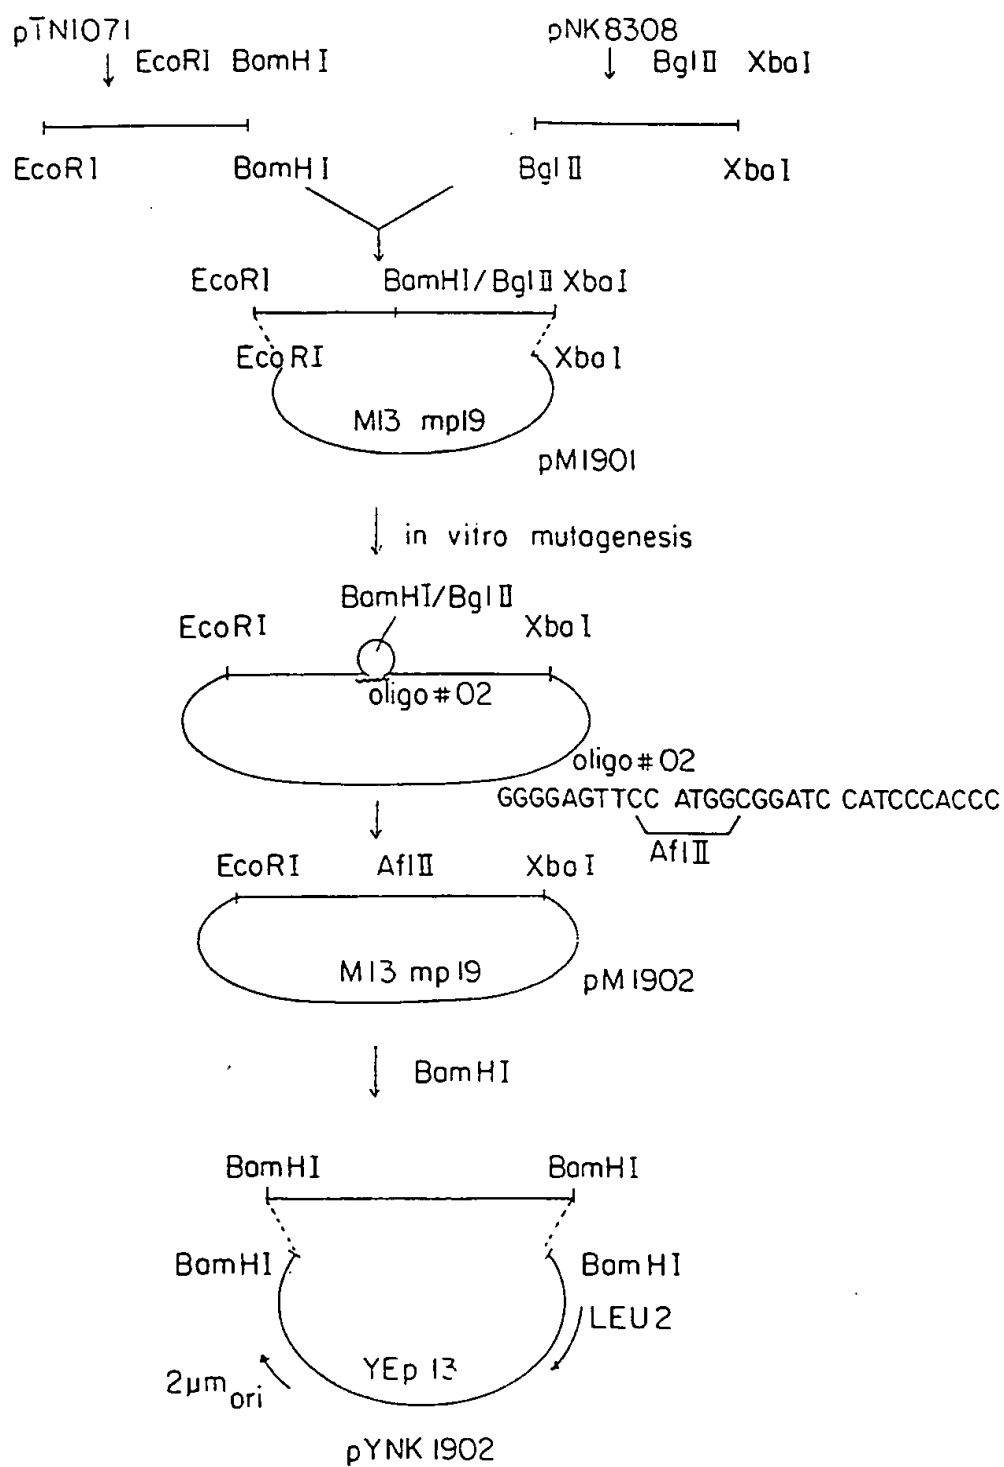 pTN1071
pNK8308
EcoRI BamHI
BglII XbaI
EcoRI
BamHI
BglII
XbaI
EcoRI
BamHI/BglII XbaI
EcoRI
XbaI
M13 mp19
pM1901
in vitro mutagenesis
BamHI/BglII
EcoRI
XbaI
oligo#02
oligo#02
GGGGAGTTCC ATGGCGGATC CATCCCACCC
AflII
EcoRI AflII XbaI
M13 mp19
pM1902
BamHI
BamHI
BamHI
BamHI
BamHI
LEU2
YEp 13
2μm ori
pYNK 1902